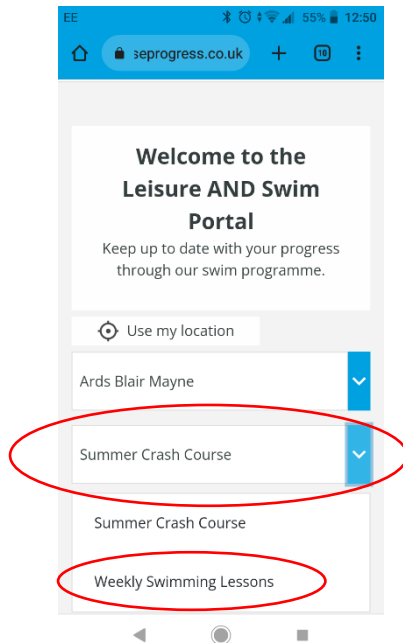 EE 55% 12:50
seprogress.co.uk 10
Welcome to the
Leisure AND Swim
Portal
Keep up to date with your progress
through our swim programme.
Use my location
Ards Blair Mayne
Summer Crash Course
Summer Crash Course
Weekly Swimming Lessons